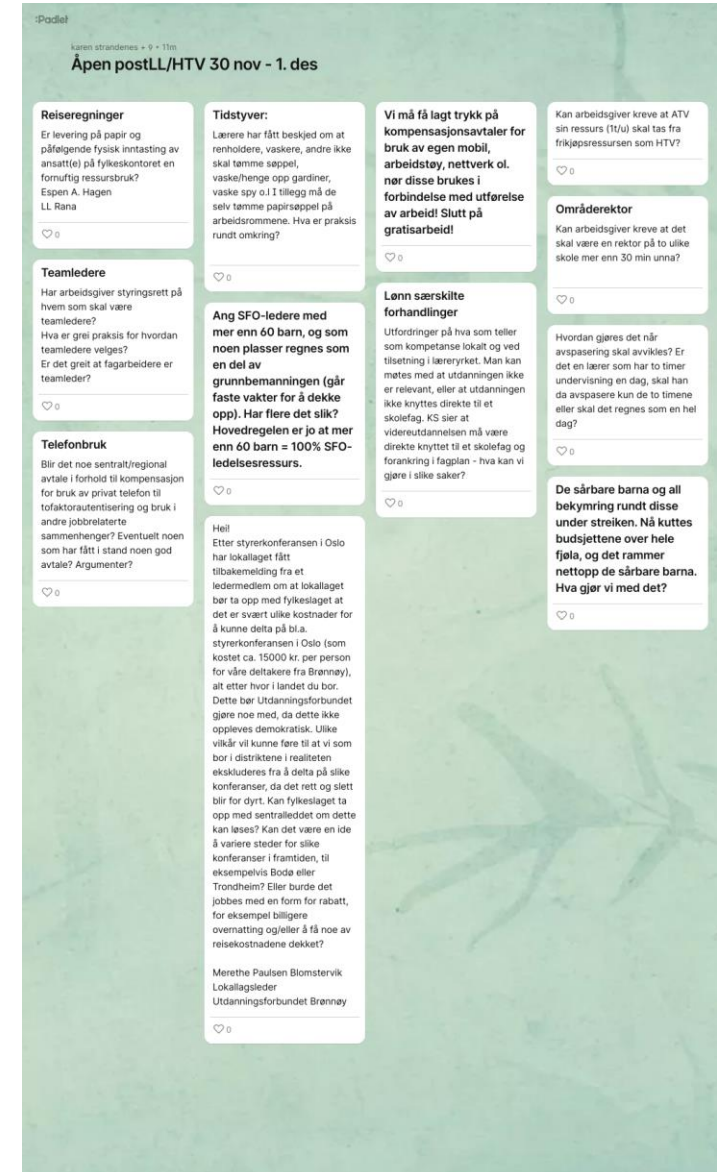 :Padlet
karen strandenes + 9 • 11m
Åpen postLL/HTV 30 nov - 1. des
Reiseregninger
Er levering på papir og
påfølgende fysisk inntasting av
ansatt(e) på fylkeskontoret en
fornuftig ressursbruk?
Espen A. Hagen
LL Rana
0
Teamledere
Har arbeidsgiver styringsrett på
hvem som skal være
teamledere?
Hva er grei praksis for hvordan
teamledere velges?
Er det greit at fagarbeidere er
teamleder?
0
Telefonbruk
Blir det noe sentralt/regional
avtale i forhold til kompensasjon
for bruk av privat telefon til
tofaktorautentisering og bruk i
andre jobbrelaterte
sammenhenger? Eventuelt noen
som har fått i stand noen god
avtale? Argumenter?
0
Tidstyver:
Lærere har fått beskjed om at
renholdere, vaskere, andre ikke
skal tømme søppel,
vaske/henge opp gardiner,
vaske spy o.l I tillegg må de
selv tømme papirsøppel på
arbeidsrommene. Hva er praksis
rundt omkring?
0
Ang SFO-ledere med
mer enn 60 barn, og som
noen plasser regnes som
en del av
grunnbemanningen (går
faste vakter for å dekke
opp). Har flere det slik?
Hovedregelen er jo at mer
enn 60 barn = 100% SFO-
ledelsesressurs.
0
Hei!
Etter styrerkonferansen i Oslo
har lokallaget fått
tilbakemelding fra et
ledermedlem om at lokallaget
bør ta opp med fylkeslaget at
det er svært ulike kostnader for
å kunne delta på bl.a.
styrerkonferansen i Oslo (som
kostet ca. 15000 kr. per person
for våre deltakere fra Brønnøy),
alt etter hvor i landet du bor.
Dette bør Utdanningsforbundet
gjøre noe med, da dette ikke
oppleves demokratisk. Ulike
vilkår vil kunne føre til at vi som
bor i distriktene i realiteten
ekskluderes fra å delta på slike
konferanser, da det rett og slett
blir for dyrt. Kan fylkeslaget ta
opp med sentralleddet om dette
kan løses? Kan det være en ide
å variere steder for slike
konferanser i framtiden, til
eksempelvis Bodø eller
Trondheim? Eller burde det
jobbes med en form for rabatt,
for eksempel billigere
overnatting og/eller å få noe av
reisekostnadene dekket?
Merethe Paulsen Blomstervik
Lokallagsleder
Utdanningsforbundet Brønnøy
0
Vi må få lagt trykk på
kompensasjonsavtaler for
bruk av egen mobil,
arbeidstøy, nettverk ol.
nør disse brukes i
forbindelse med utførelse
av arbeid! Slutt på
gratisarbeid!
0
Lønn særskilte
forhandlinger
Utfordringer på hva som teller
som kompetanse lokalt og ved
tilsetning i læreryrket. Man kan
møtes med at utdanningen ikke
er relevant, eller at utdanningen
ikke knyttes direkte til et
skolefag. KS sier at
videreutdannelsen må være
direkte knyttet til et skolefag og
forankring i fagplan - hva kan vi
gjøre i slike saker?
0
Kan arbeidsgiver kreve at ATV
sin ressurs (1t/u) skal tas fra
frikjøpsressursen som HTV?
0
Områderektor
Kan arbeidsgiver kreve at det
skal være en rektor på to ulike
skole mer enn 30 min unna?
0
Hvordan gjøres det når
avspasering skal avvikles? Er
det en lærer som har to timer
undervisning en dag, skal han
da avspasere kun de to timene
eller skal det regnes som en hel
dag?
0
De sårbare barna og all
bekymring rundt disse
under streiken. Nå kuttes
budsjettene over hele
fjøla, og det rammer
nettopp de sårbare barna.
Hva gjør vi med det?
0